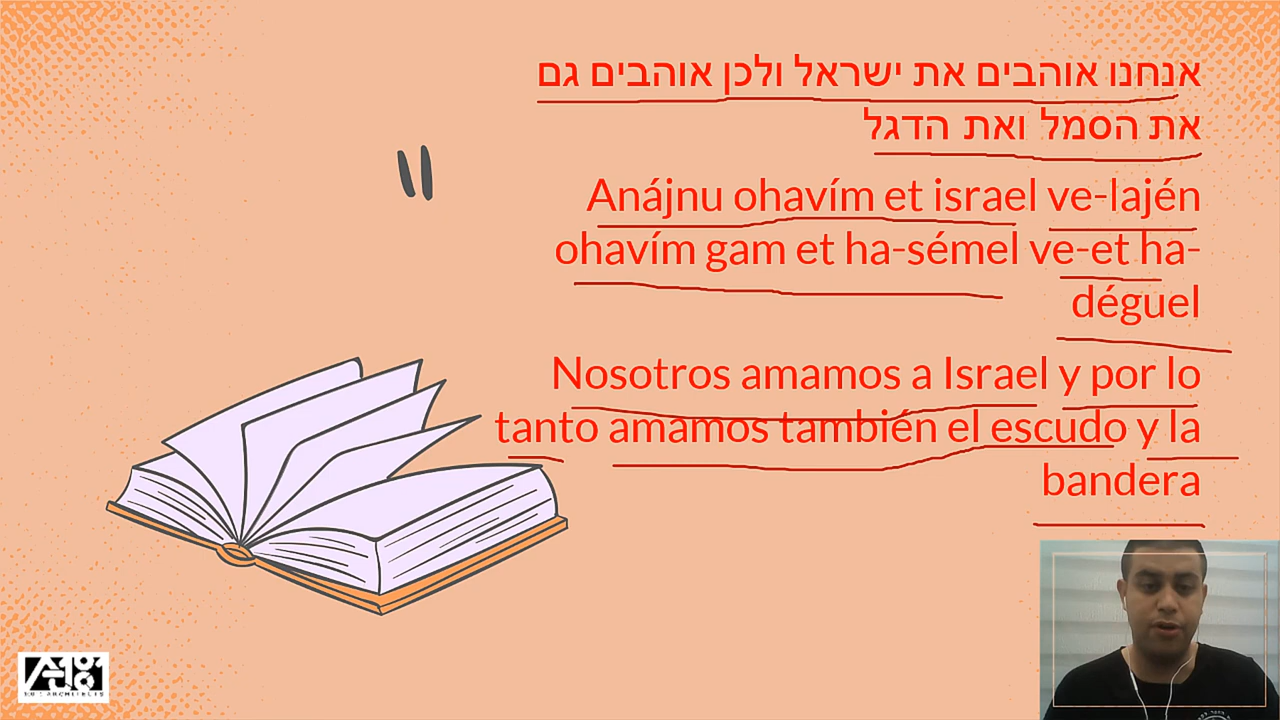 אנחנו אוהבים את ישראל ולכן אוהבים גם
את הסמל ואת הדגל
Anájnu ohavím et israel ve-lajén
ohavím gam et ha-sémel ve-et ha-
déguel
Nosotros amamos a Israel y por lo
tanto amamos también el escudo y la
bandera